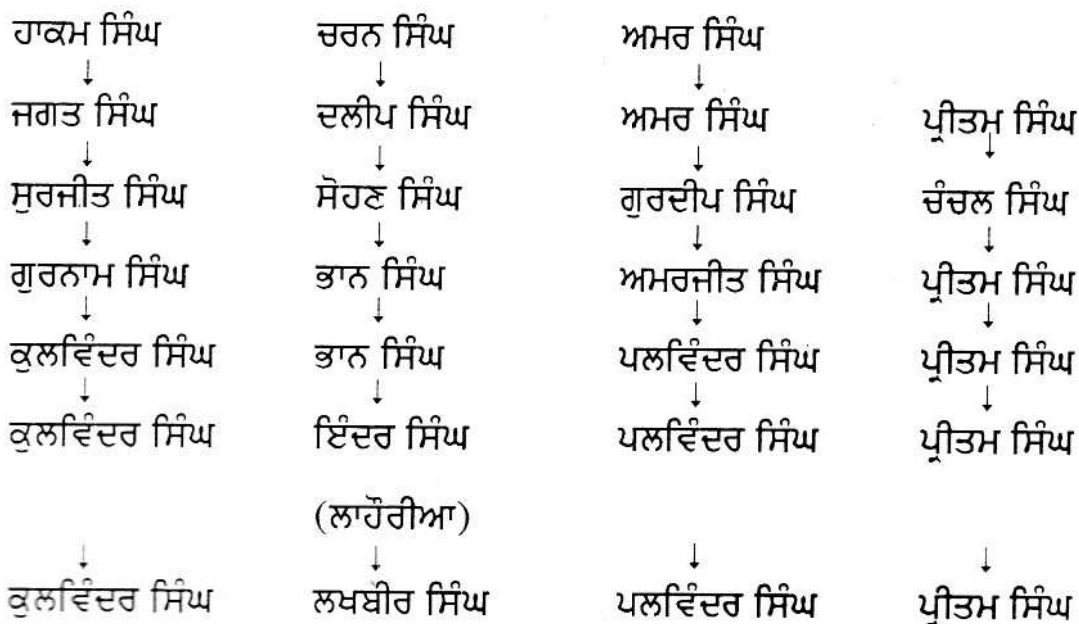 ਹਾਕਮ ਸਿੰਘ ਚਰਨ ਸਿੰਘ ਅਮਰ ਸਿੰਘ
↓ ↓ ↓
ਜਗਤ ਸਿੰਘ ਦਲੀਪ ਸਿੰਘ ਅਮਰ ਸਿੰਘ ਪ੍ਰੀਤਮ ਸਿੰਘ
↓ ↓ ↓ ↓
ਸੁਰਜੀਤ ਸਿੰਘ ਸੋਹਣ ਸਿੰਘ ਗੁਰਦੀਪ ਸਿੰਘ ਚੰਚਲ ਸਿੰਘ
↓ ↓ ↓ ↓
ਗੁਰਨਾਮ ਸਿੰਘ ਭਾਨ ਸਿੰਘ ਅਮਰਜੀਤ ਸਿੰਘ ਪ੍ਰੀਤਮ ਸਿੰਘ
↓ ↓ ↓ ↓
ਕੁਲਵਿੰਦਰ ਸਿੰਘ ਭਾਨ ਸਿੰਘ ਪਲਵਿੰਦਰ ਸਿੰਘ ਪ੍ਰੀਤਮ ਸਿੰਘ
↓ ↓ ↓ ↓
ਕੁਲਵਿੰਦਰ ਸਿੰਘ ਇੰਦਰ ਸਿੰਘ ਪਲਵਿੰਦਰ ਸਿੰਘ ਪ੍ਰੀਤਮ ਸਿੰਘ
(ਲਾਹੌਰੀਆ)
↓ ↓ ↓ ↓
ਕੁਲਵਿੰਦਰ ਸਿੰਘ ਲਖਬੀਰ ਸਿੰਘ ਪਲਵਿੰਦਰ ਸਿੰਘ ਪ੍ਰੀਤਮ ਸਿੰਘ